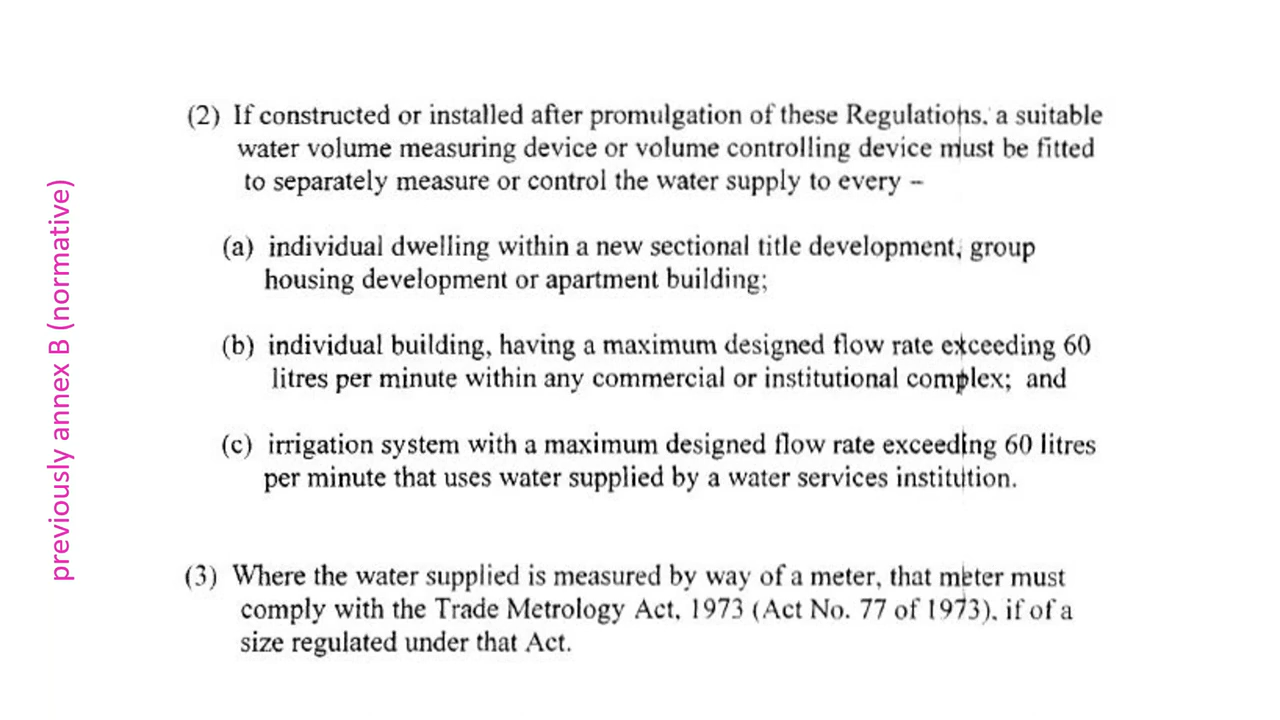 previously annex B (normative)
(2) If constructed or installed after promulgation of these Regulations, a suitable
water volume measuring device or volume controlling device must be fitted
to separately measure or control the water supply to every –
(a) individual dwelling within a new sectional title development, group
housing development or apartment building;
(b) individual building, having a maximum designed flow rate exceeding 60
litres per minute within any commercial or institutional complex; and
(c) irrigation system with a maximum designed flow rate exceeding 60 litres
per minute that uses water supplied by a water services institution.
(3) Where the water supplied is measured by way of a meter, that meter must
comply with the Trade Metrology Act, 1973 (Act No. 77 of 1973), if of a
size regulated under that Act.